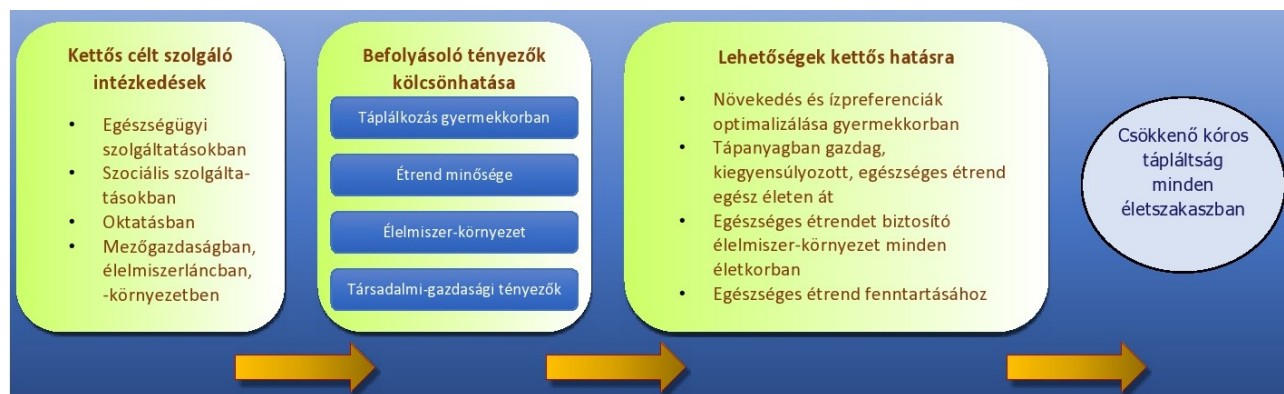 Kettős célt szolgáló
intézkedések
• Egészségügyi
szolgáltatásokban
• Szociális szolgálta-
tásokban
• Oktatásban
• Mezőgazdaságban,
élelmiszerláncban,
-környezetben
Befolyásoló tényezők
kölcsönhatása
Táplálkozás gyermekkorban
Étrend minősége
Élelmiszer-környezet
Társadalmi-gazdasági tényezők
Lehetőségek kettős hatásra
• Növekedés és ízpreferenciák
optimalizálása gyermekkorban
• Tápanyagban gazdag,
kiegyensúlyozott, egészséges étrend
egész életen át
• Egészséges étrendet biztosító
élelmiszer-környezet minden
életkorban
• Egészséges étrend fenntartásához
Csökkenő kóros
tápláltság
minden
életszakaszban